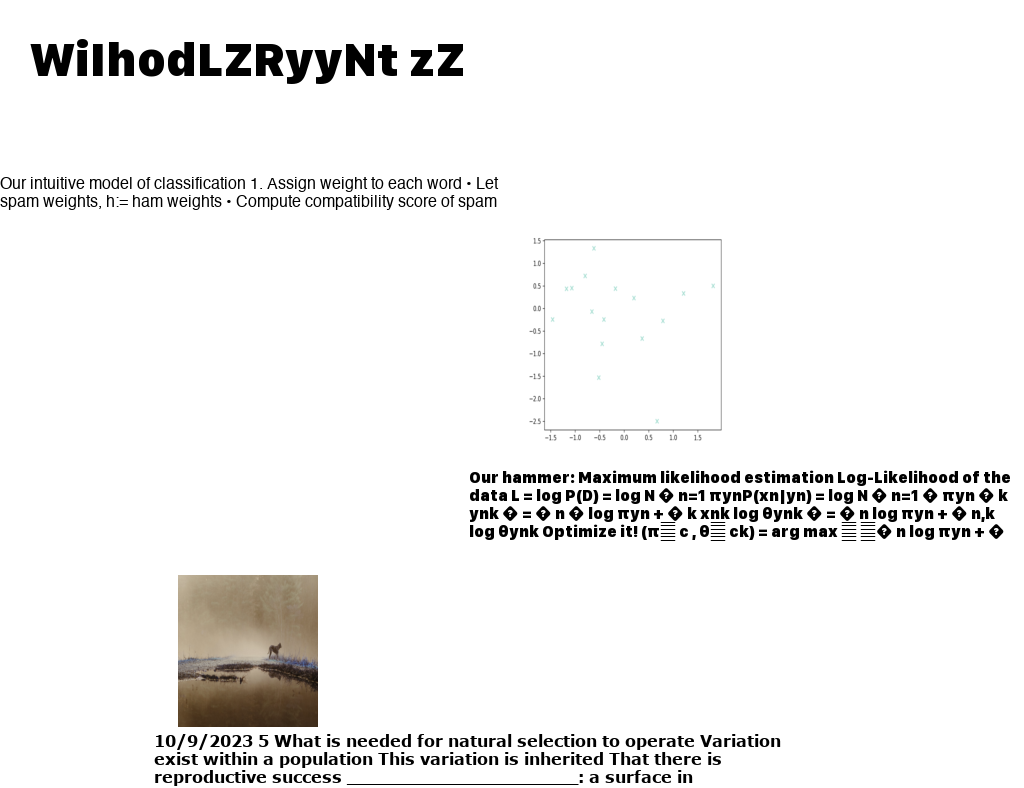 WiIhodLZRyyNt zZ
Our intuitive model of classification 1. Assign weight to each word • Let
spam weights, h:= ham weights • Compute compatibility score of spam
1.5
1.0
0.5
0.0
−0.5
−1.0
−1.5
−2.0
−2.5
−1.5 −1.0 −0.5 0.0 0.5 1.0 1.5
Our hammer: Maximum likelihood estimation Log-Likelihood of the
data L = log P(D) = log N � n=1 πynP(xn|yn) = log N � n=1 � πyn � k
ynk � = � n � log πyn + � k xnk log θynk � = � n log πyn + � n,k
log θynk Optimize it! (π c , θ ck) = arg max � n log πyn + �
10/9/2023 5 What is needed for natural selection to operate Variation
exist within a population This variation is inherited That there is
reproductive success _________________________: a surface in